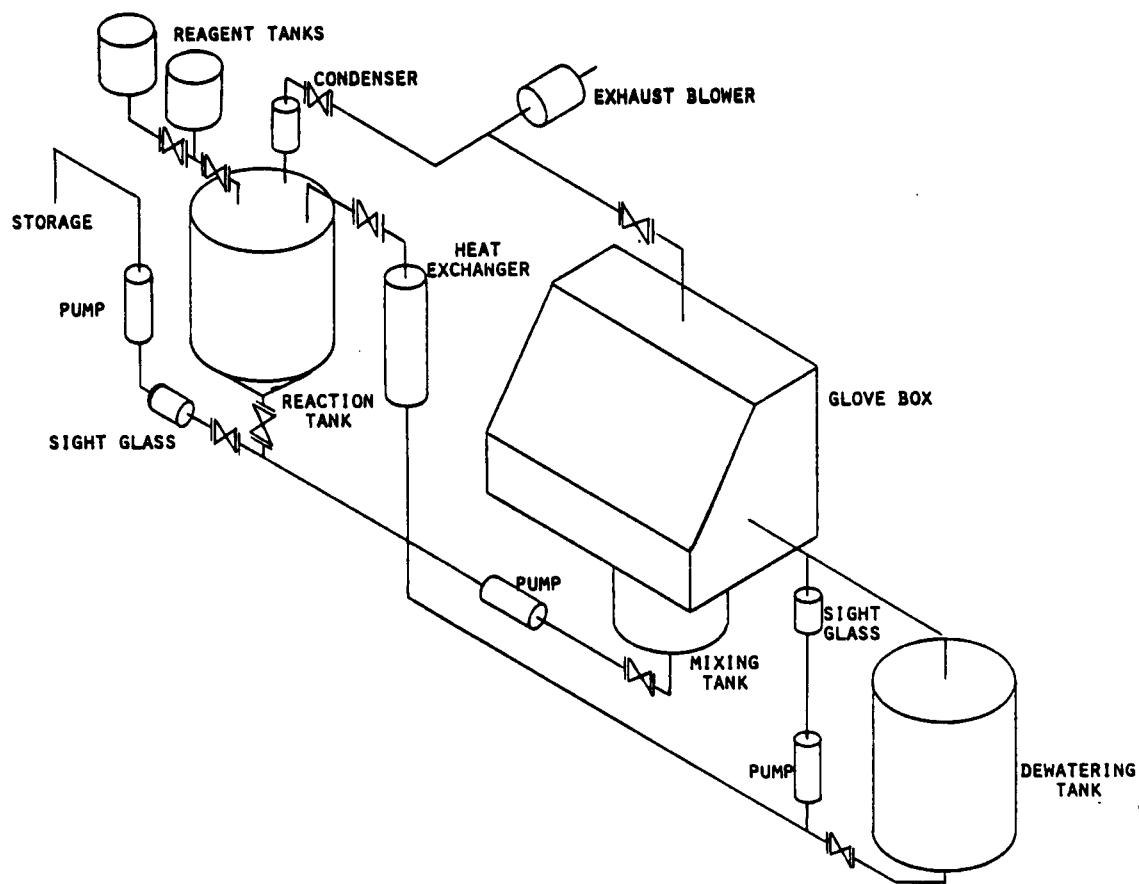 REAGENT TANKS
CONDENSER
EXHAUST BLOWER
STORAGE
HEAT
EXCHANGER
PUMP
GLOVE BOX
REACTION
TANK
SIGHT GLASS
PUMP
SIGHT
GLASS
MIXING
TANK
PUMP
DEWATERING
TANK